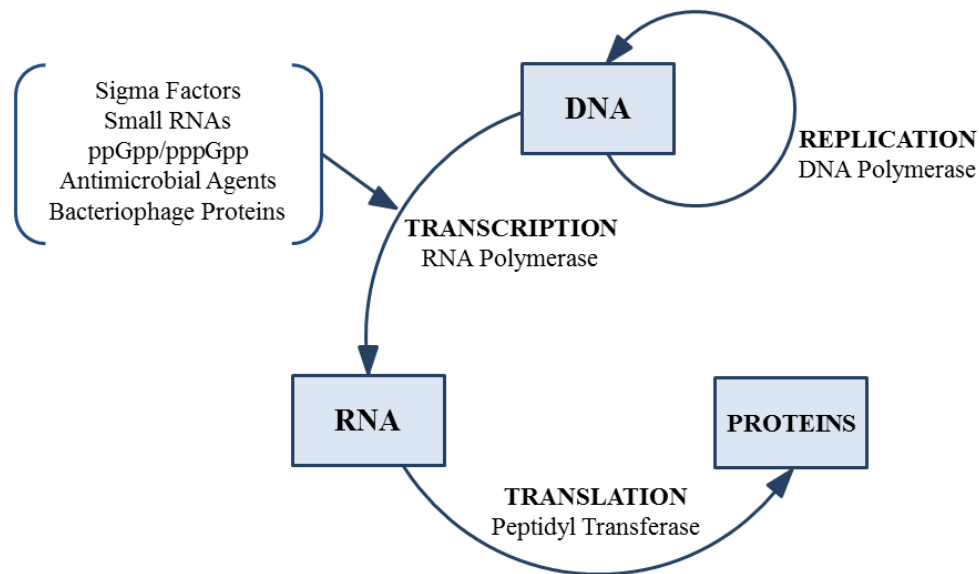 Sigma Factors
Small RNAs
ppGpp/pppGpp
Antimicrobial Agents
Bacteriophage Proteins
DNA
REPLICATION
DNA Polymerase
TRANSCRIPTION
RNA Polymerase
RNA
PROTEINS
TRANSLATION
Peptidyl Transferase